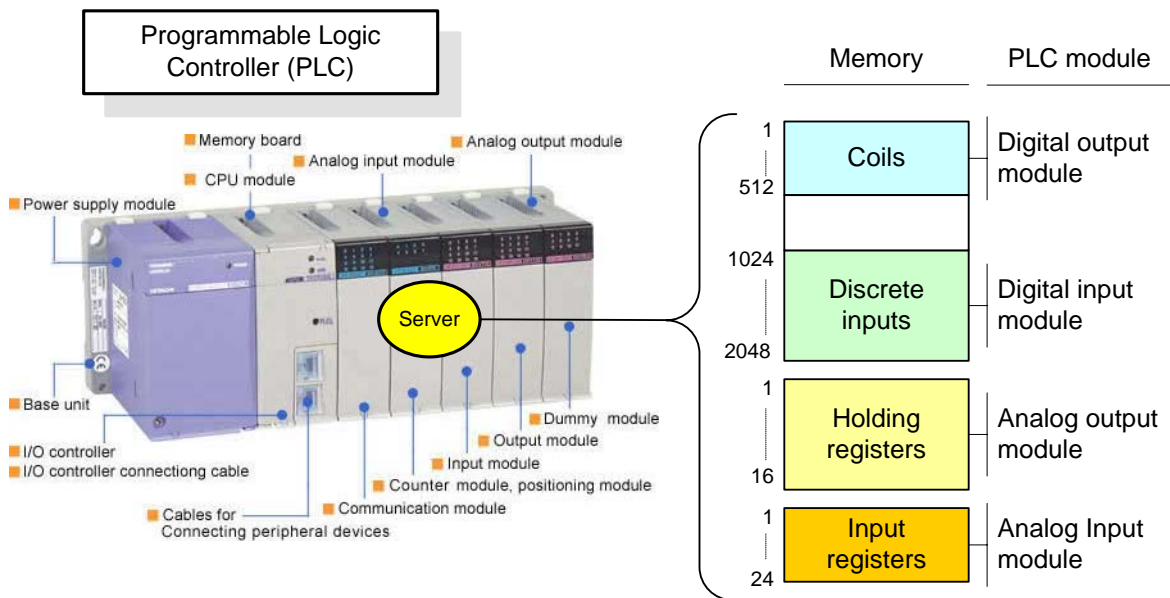 Programmable Logic
Controller (PLC)
Memory board
Analog output module
Analog input module
CPU module
Power supply module
Server
Base unit
I/O controller
I/O controller connectiong cable
Cables for
Connecting peripheral devices
Communication module
Counter module, positioning module
Input module
Output module
Dummy module
Memory
PLC module
1
Coils
512
Digital output
module
1024
Discrete
inputs
2048
Digital input
module
1
Holding
registers
16
Analog output
module
1
Input
registers
24
Analog Input
module